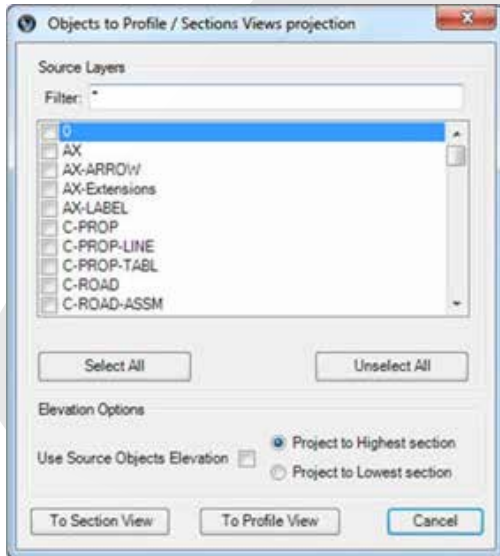 Objects to Profile / Sections Views projection
Source Layers
Filter: *
0
AX
AX-ARROW
AX-Extensions
AX-LABEL
C-PROP
C-PROP-LINE
C-PROP-TABL
C-ROAD
C-ROAD-ASSM
Select All Unselect All
Elevation Options
Use Source Objects Elevation
Project to Highest section
Project to Lowest section
To Section View To Profile View Cancel